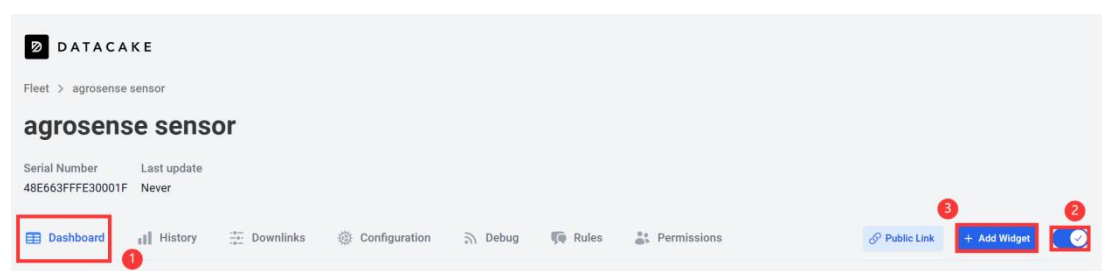 DATACAKE
Fleet > agrosense sensor
agrosense sensor
Serial Number Last update
48E663FFFE30001F Never
3 2
Dashboard History Downlinks Configuration Debug Rules Permissions Public Link + Add Widget
1